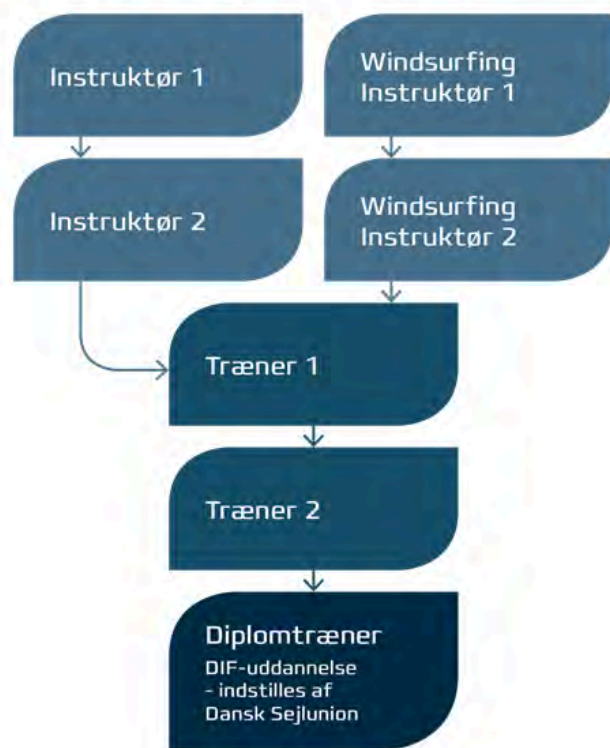 Instruktør 1
Windsurfing
Instruktør 1
Instruktør 2
Windsurfing
Instruktør 2
Træner 1
Træner 2
Diplomtræner
DIF-uddannelse
- indstilles af
Dansk Sejlunion